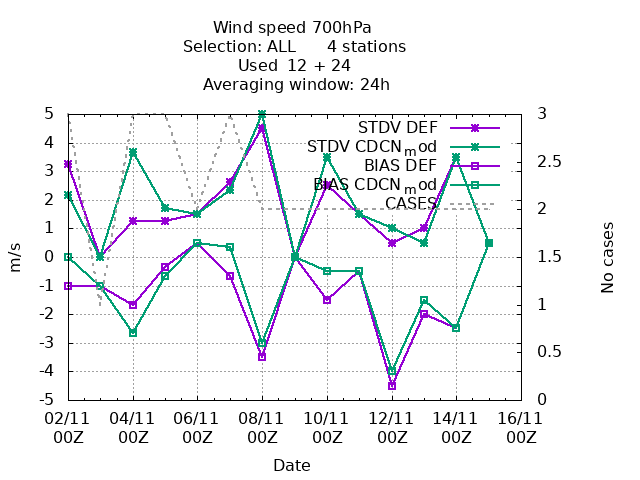 Wind speed 700hPa
Selection: ALL 4 stations
Used 12 + 24
Averaging window: 24h
5
4
3
2
1
0
-1
-2
-3
-4
-5
m/s
STDV DEF
STDV CDCN_mod
BIAS DEF
BIAS CDCN_mod
CASES
3
2.5
2
1.5
1
0.5
0
No cases
02/11 04/11 06/11 08/11 10/11 12/11 14/11 16/11
00Z 00Z 00Z 00Z 00Z 00Z 00Z 00Z
Date